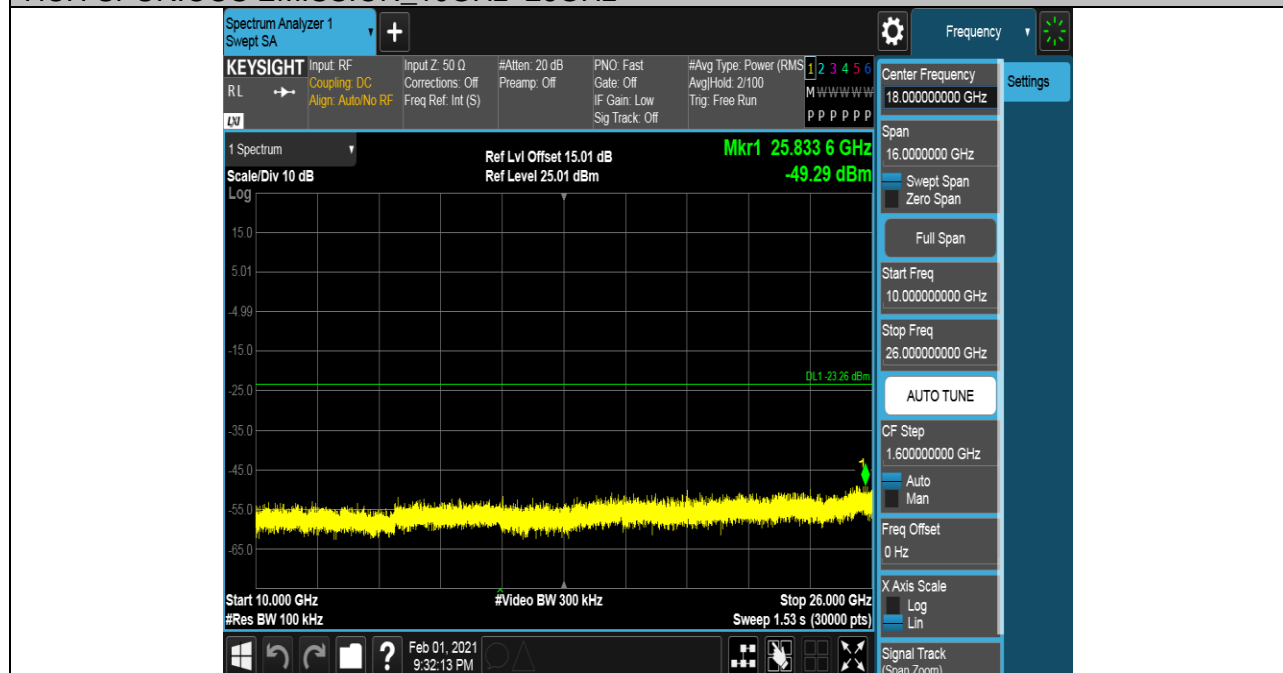 Spectrum Analyzer 1
Swept SA
+
Frequency
KEYSIGHT
RL
LXI
Input: RF
Coupling: DC
Align: Auto/No RF
Input Z: 50 Ω
Corrections: Off
Freq Ref: Int (S)
#Atten: 20 dB
Preamp: Off
PNO: Fast
Gate: Off
IF Gain: Low
Sig Track: Off
#Avg Type: Power (RMS
Avg|Hold: 2/100
Trig: Free Run
1 2 3 4 5 6
M W W W W W
P P P P P P
1 Spectrum
Scale/Div 10 dB
Log
Ref Lvl Offset 15.01 dB
Ref Level 25.01 dBm
Mkr1 25.833 6 GHz
-49.29 dBm
15.0
5.01
-4.99
-15.0
DL1 -23.26 dBm
-25.0
-35.0
-45.0
1
-55.0
-65.0
Start 10.000 GHz
#Res BW 100 kHz
#Video BW 300 kHz
Stop 26.000 GHz
Sweep 1.53 s (30000 pts)
?
Feb 01, 2021
9:32:13 PM
Center Frequency
18.000000000 GHz
Span
16.0000000 GHz
Swept Span
Zero Span
Full Span
Start Freq
10.000000000 GHz
Stop Freq
26.000000000 GHz
AUTO TUNE
CF Step
1.600000000 GHz
Auto
Man
Freq Offset
0 Hz
X Axis Scale
Log
Lin
Signal Track
(Span Zoom)
Settings